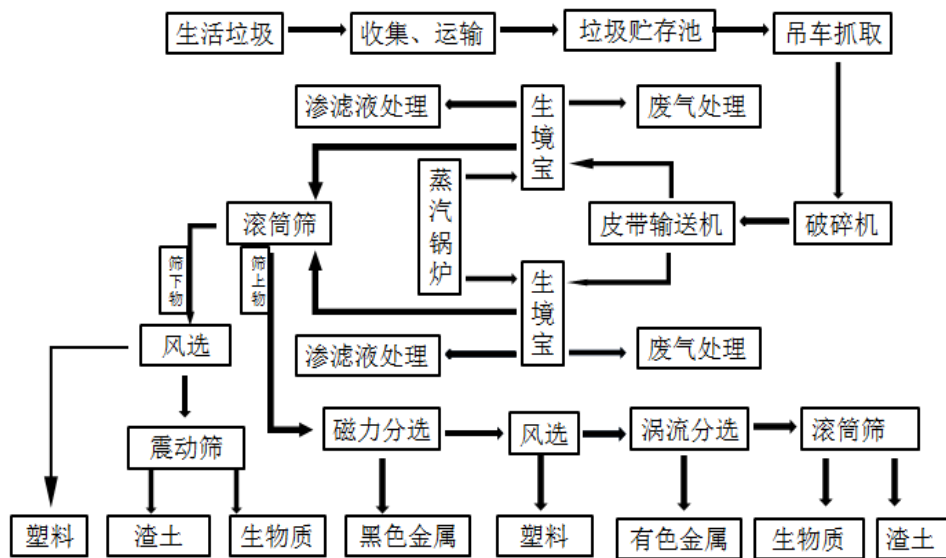 生活垃圾
收集、运输
垃圾贮存池
吊车抓取
渗滤液处理
生境宝
废气处理
蒸汽锅炉
滚筒筛
皮带输送机
破碎机
筛下物
筛上物
生境宝
风选
渗滤液处理
废气处理
磁力分选
风选
涡流分选
滚筒筛
震动筛
塑料
渣土
生物质
黑色金属
塑料
有色金属
生物质
渣土